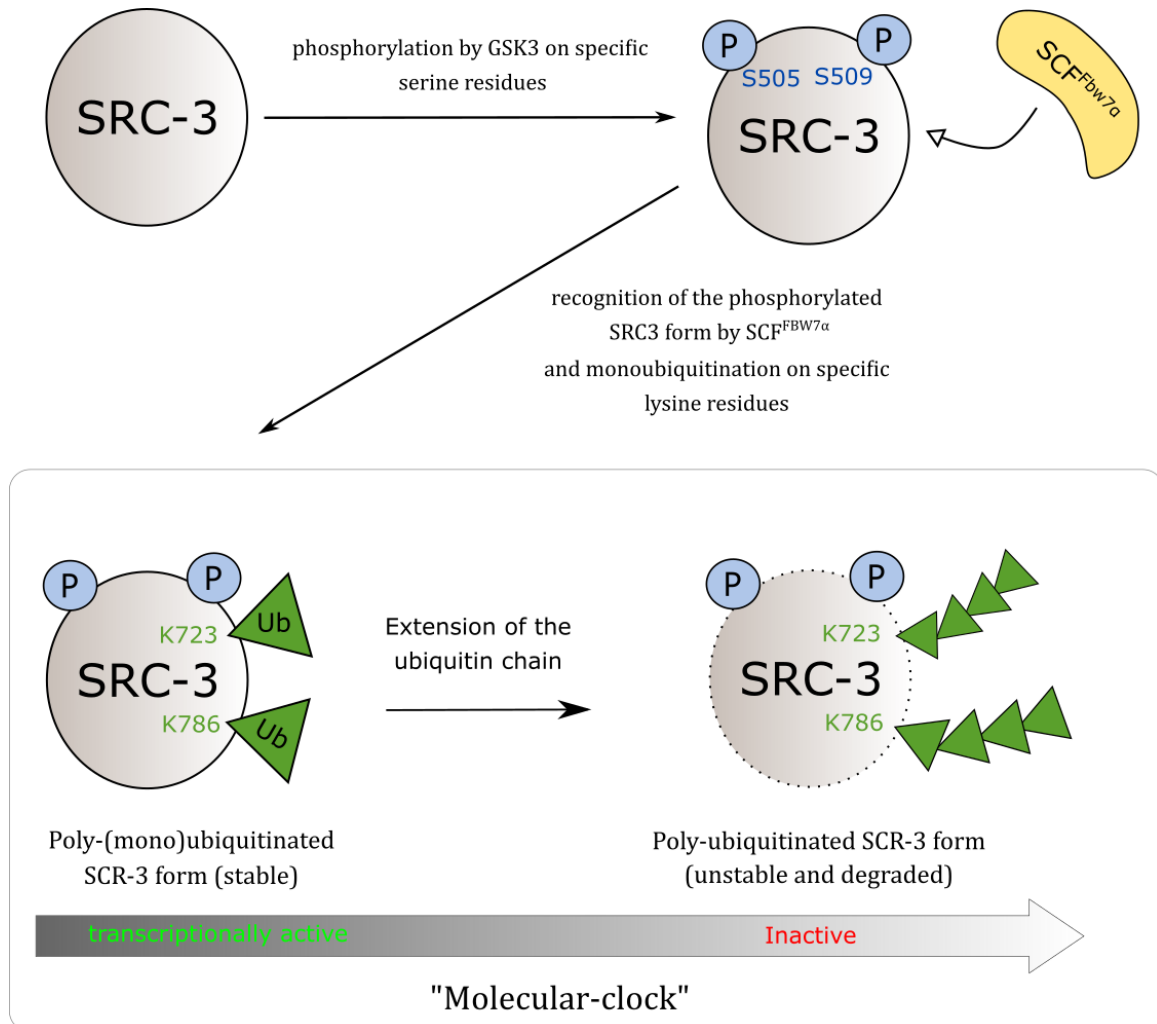 SRC-3
phosphorylation by GSK3 on specific
serine residues
P
P
S505 S509
SRC-3
SCFFbw7α
recognition of the phosphorylated
SRC3 form by SCFFBW7α
and monoubiquitination on specific
lysine residues
P
P
K723
Ub
SRC-3
K786
Ub
Extension of the
ubiquitin chain
P
P
K723
SRC-3
K786
Poly-(mono)ubiquitinated
SCR-3 form (stable)
Poly-ubiquitinated SCR-3 form
(unstable and degraded)
transcriptionally active
Inactive
"Molecular-clock"